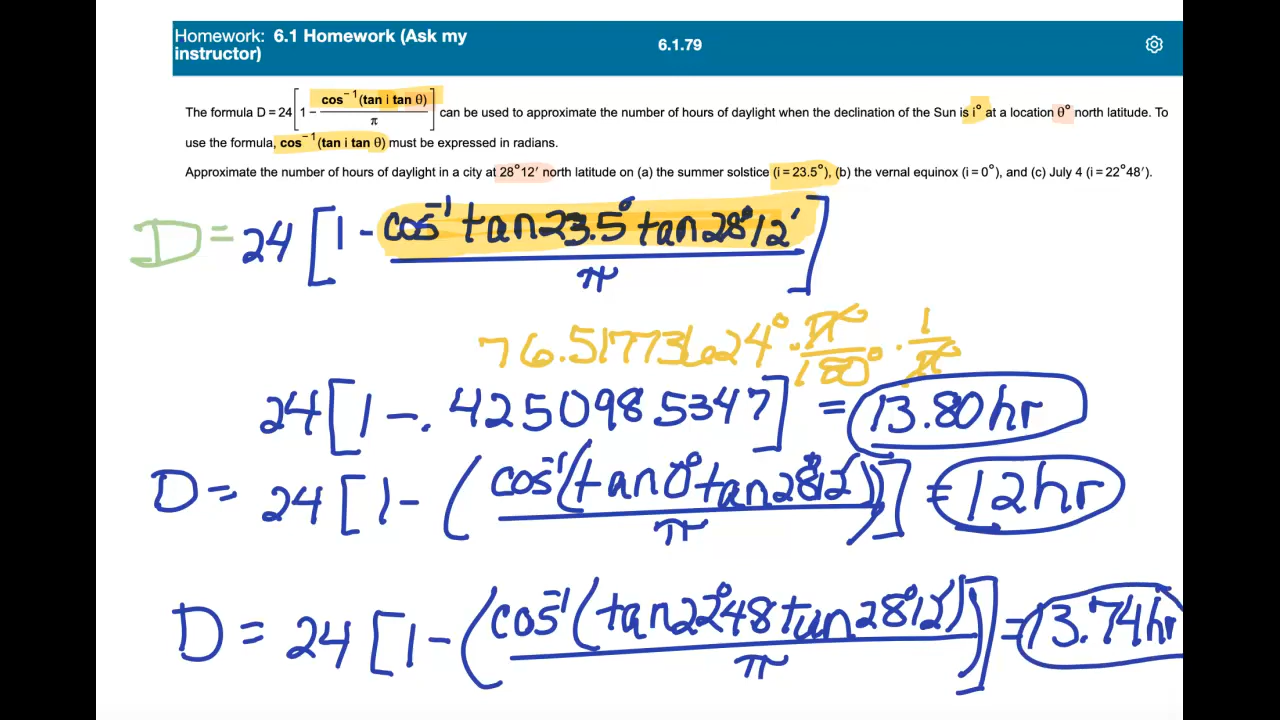 Homework: 6.1 Homework (Ask my instructor)
6.1.79
The formula D = 24[1 − cos⁻¹(tan i tan θ)/π] can be used to approximate the number of hours of daylight when the declination of the Sun is i° at a location θ° north latitude. To
use the formula, cos⁻¹(tan i tan θ) must be expressed in radians.
Approximate the number of hours of daylight in a city at 28°12′ north latitude on (a) the summer solstice (i = 23.5°), (b) the vernal equinox (i = 0°), and (c) July 4 (i = 22°48′).
D = 24 [1 - cos⁻¹ tan 23.5° tan 28°12′ / π]
76.51773624° · π/180° · 1/π
24 [1 - .4250985347] = 13.80 hr
D = 24 [1 - (cos⁻¹(tan 0° tan 28°12′)/π)] = 12 hr
D = 24 [1 - (cos⁻¹(tan 22°48 tan 28°12′)/π)] = 13.74 hr